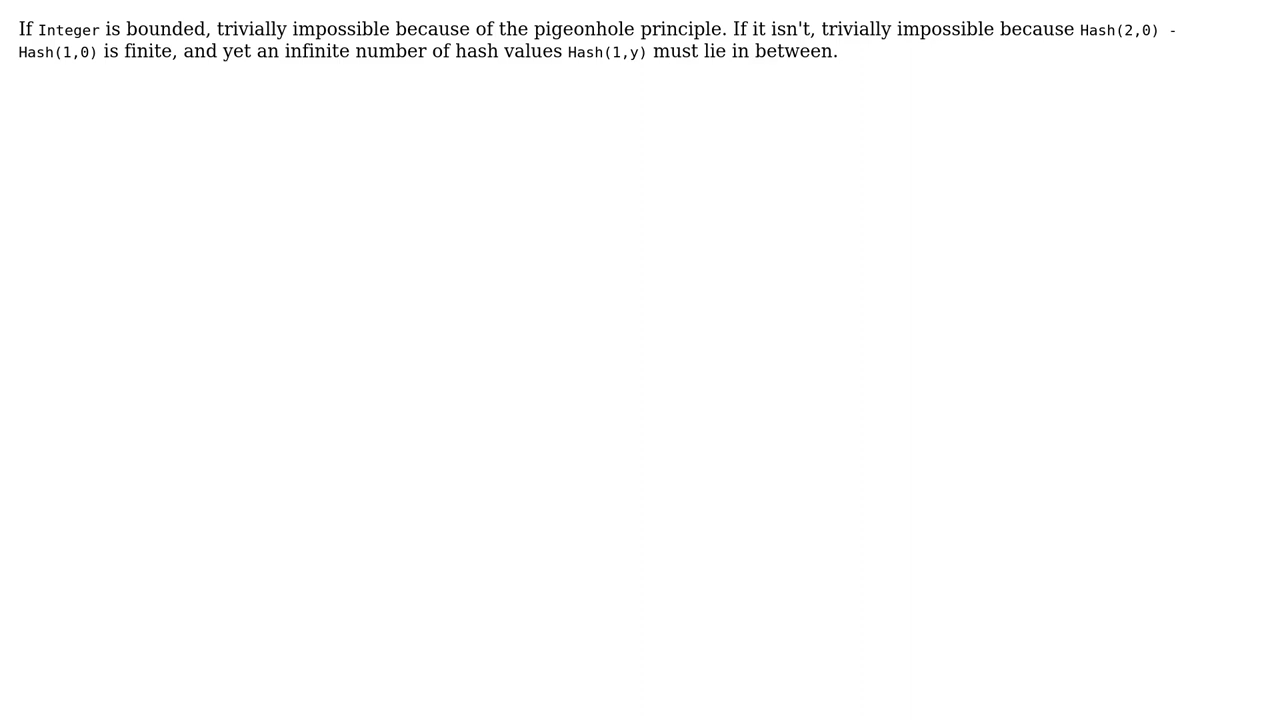 If Integer is bounded, trivially impossible because of the pigeonhole principle. If it isn't, trivially impossible because Hash(2,0) -
Hash(1,0) is finite, and yet an infinite number of hash values Hash(1,y) must lie in between.